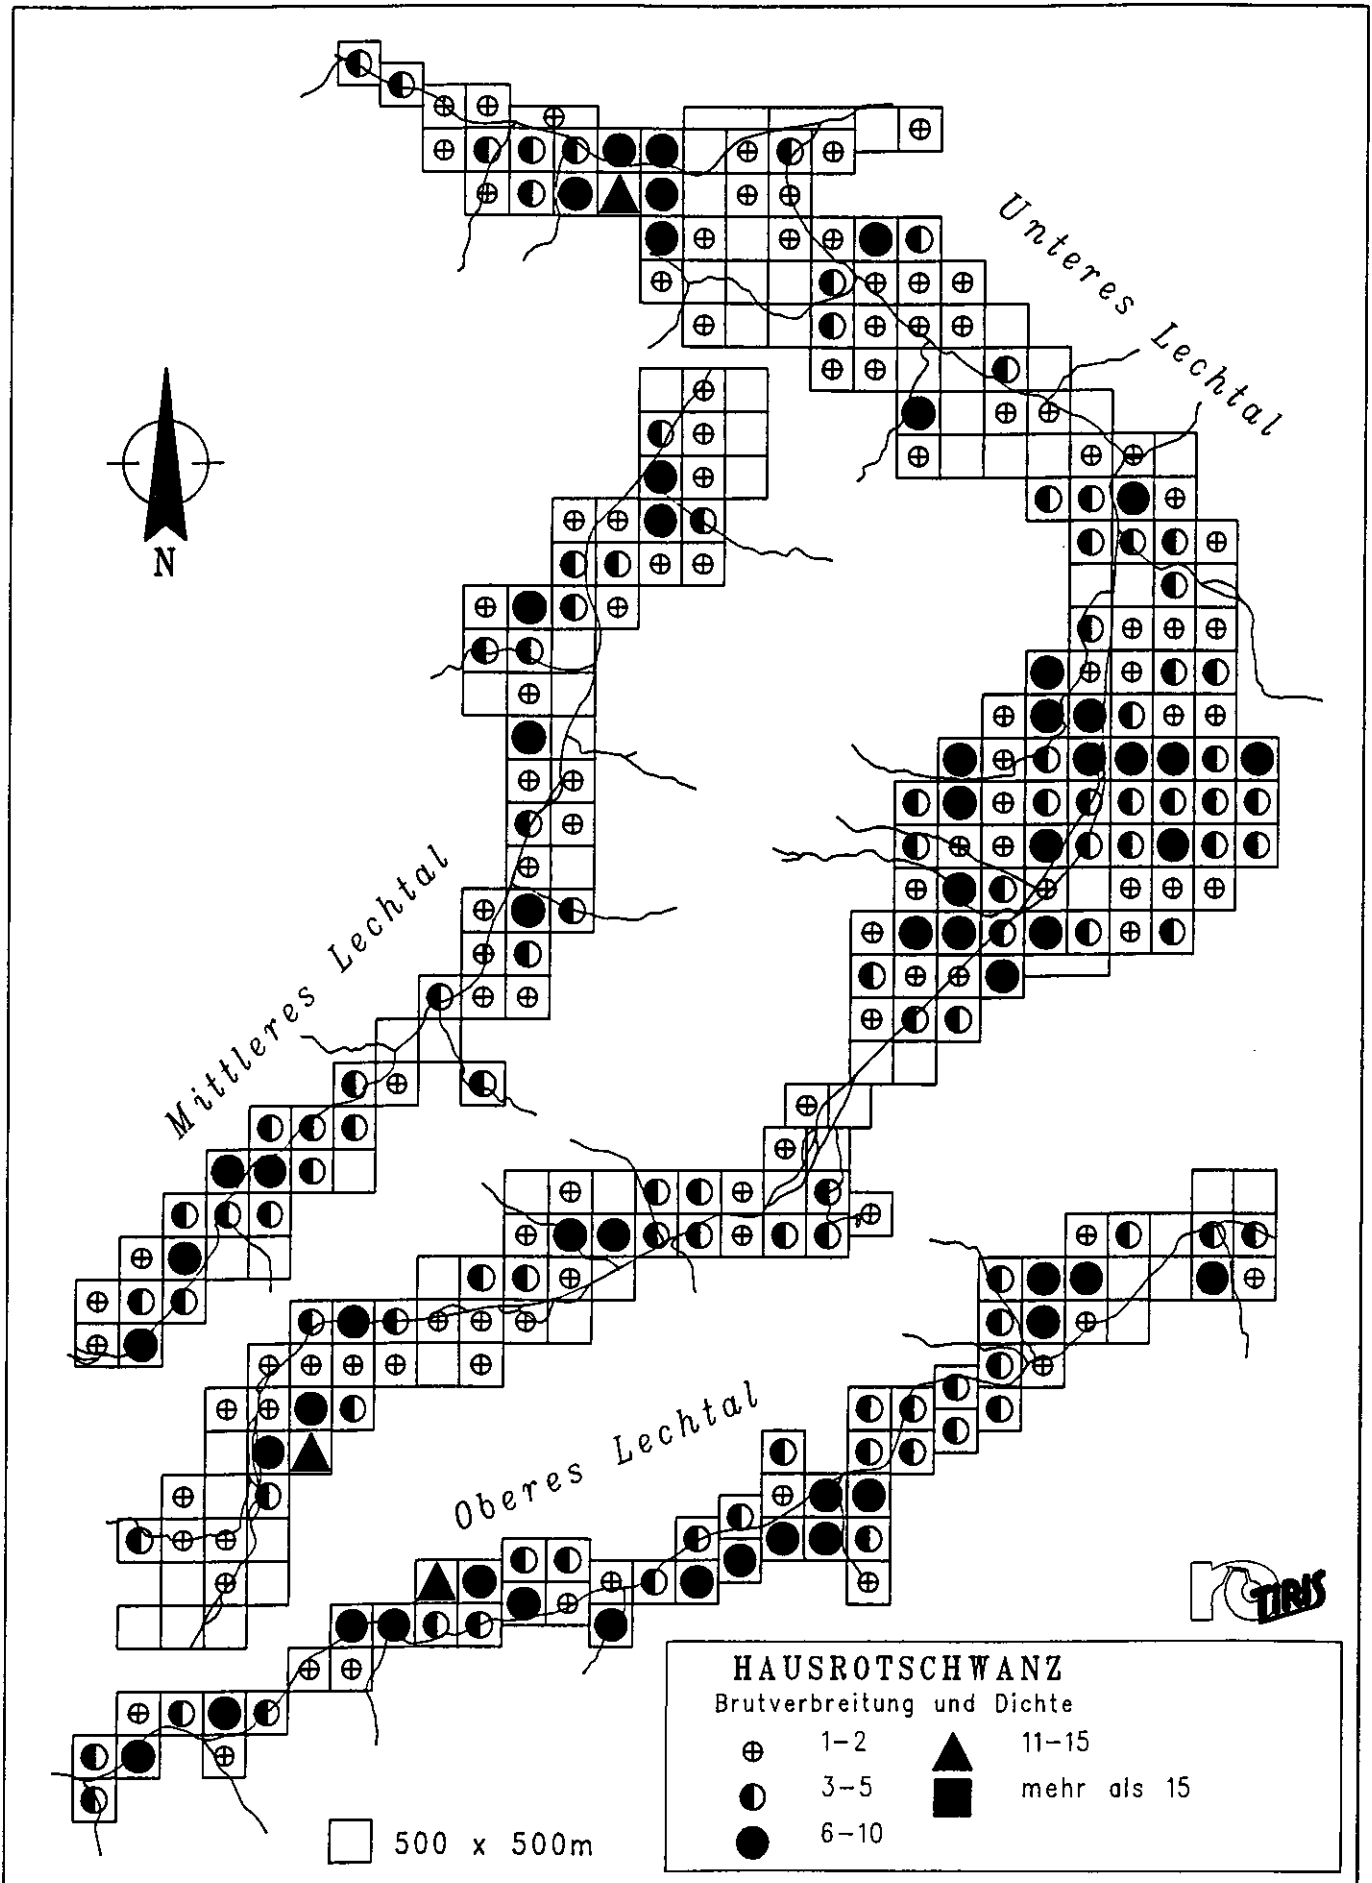 Unteres Lechtal
N
Mittleres Lechtal
Oberes Lechtal
TIRIS
HAUSROTSCHWANZ
Brutverbreitung und Dichte
1-2
11-15
3-5
mehr als 15
6-10
500 x 500m